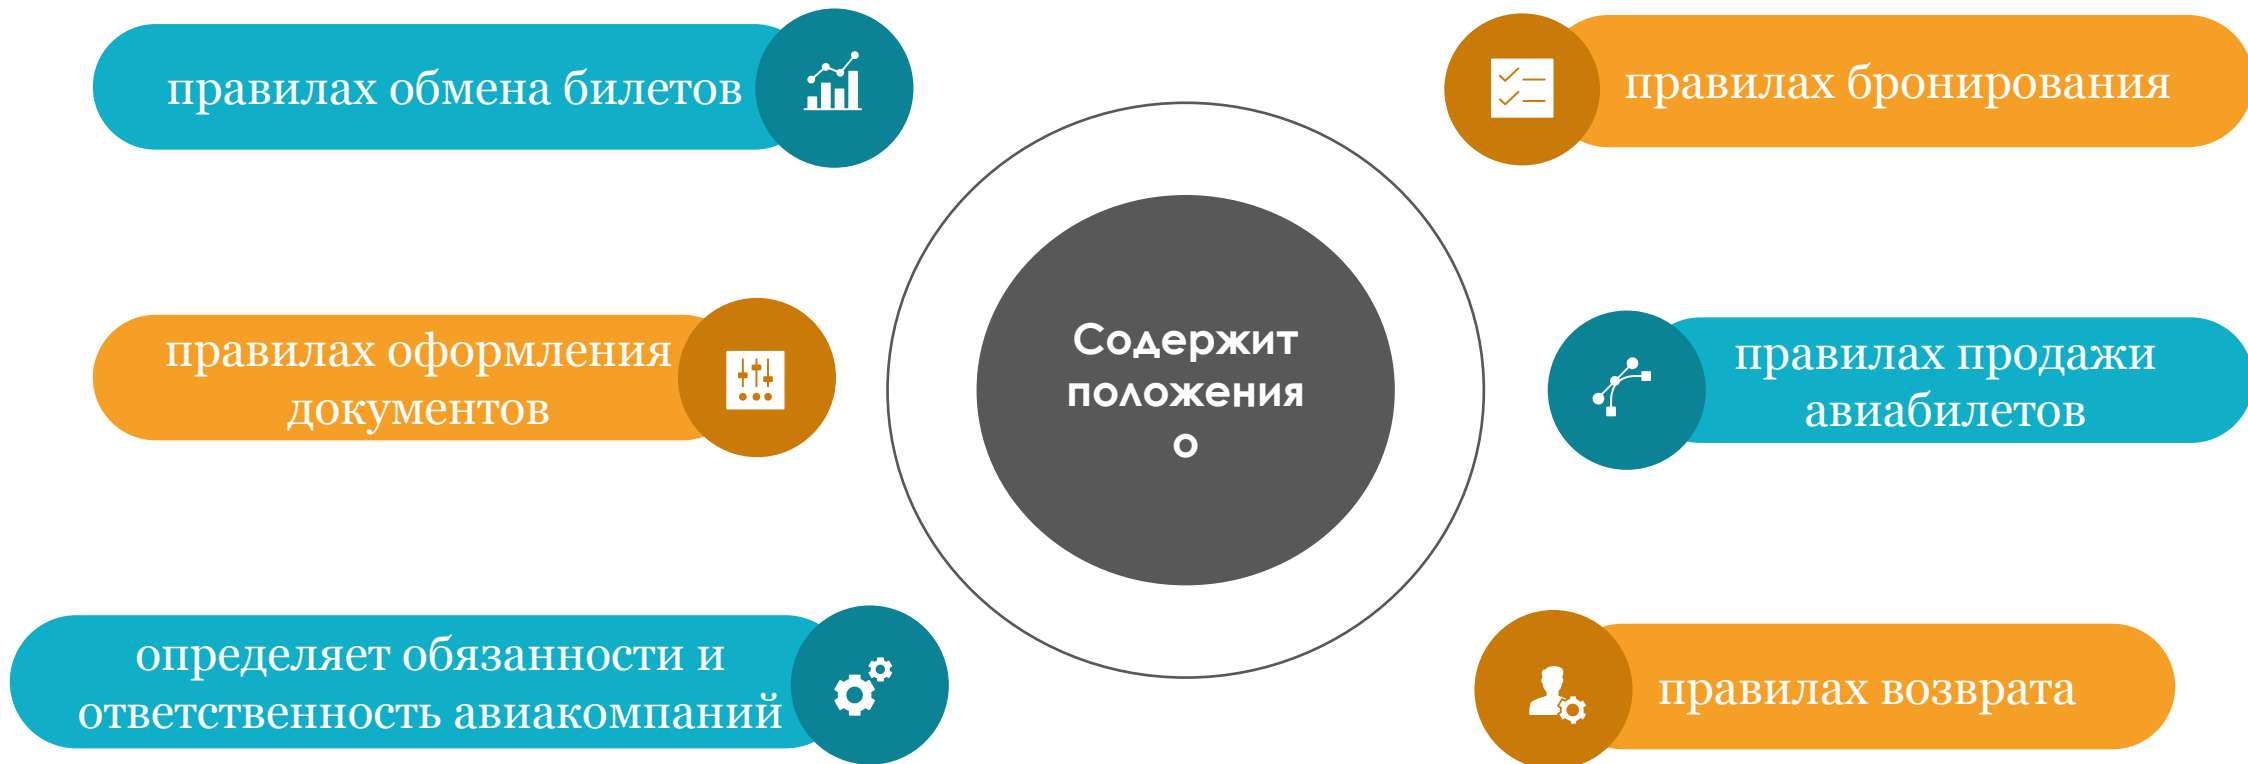 правилах обмена билетов
правилах бронирования
правилах оформления
документов
Содержит
положения
о
правилах продажи
авиабилетов
определяет обязанности и
ответственность авиакомпаний
правилах возврата